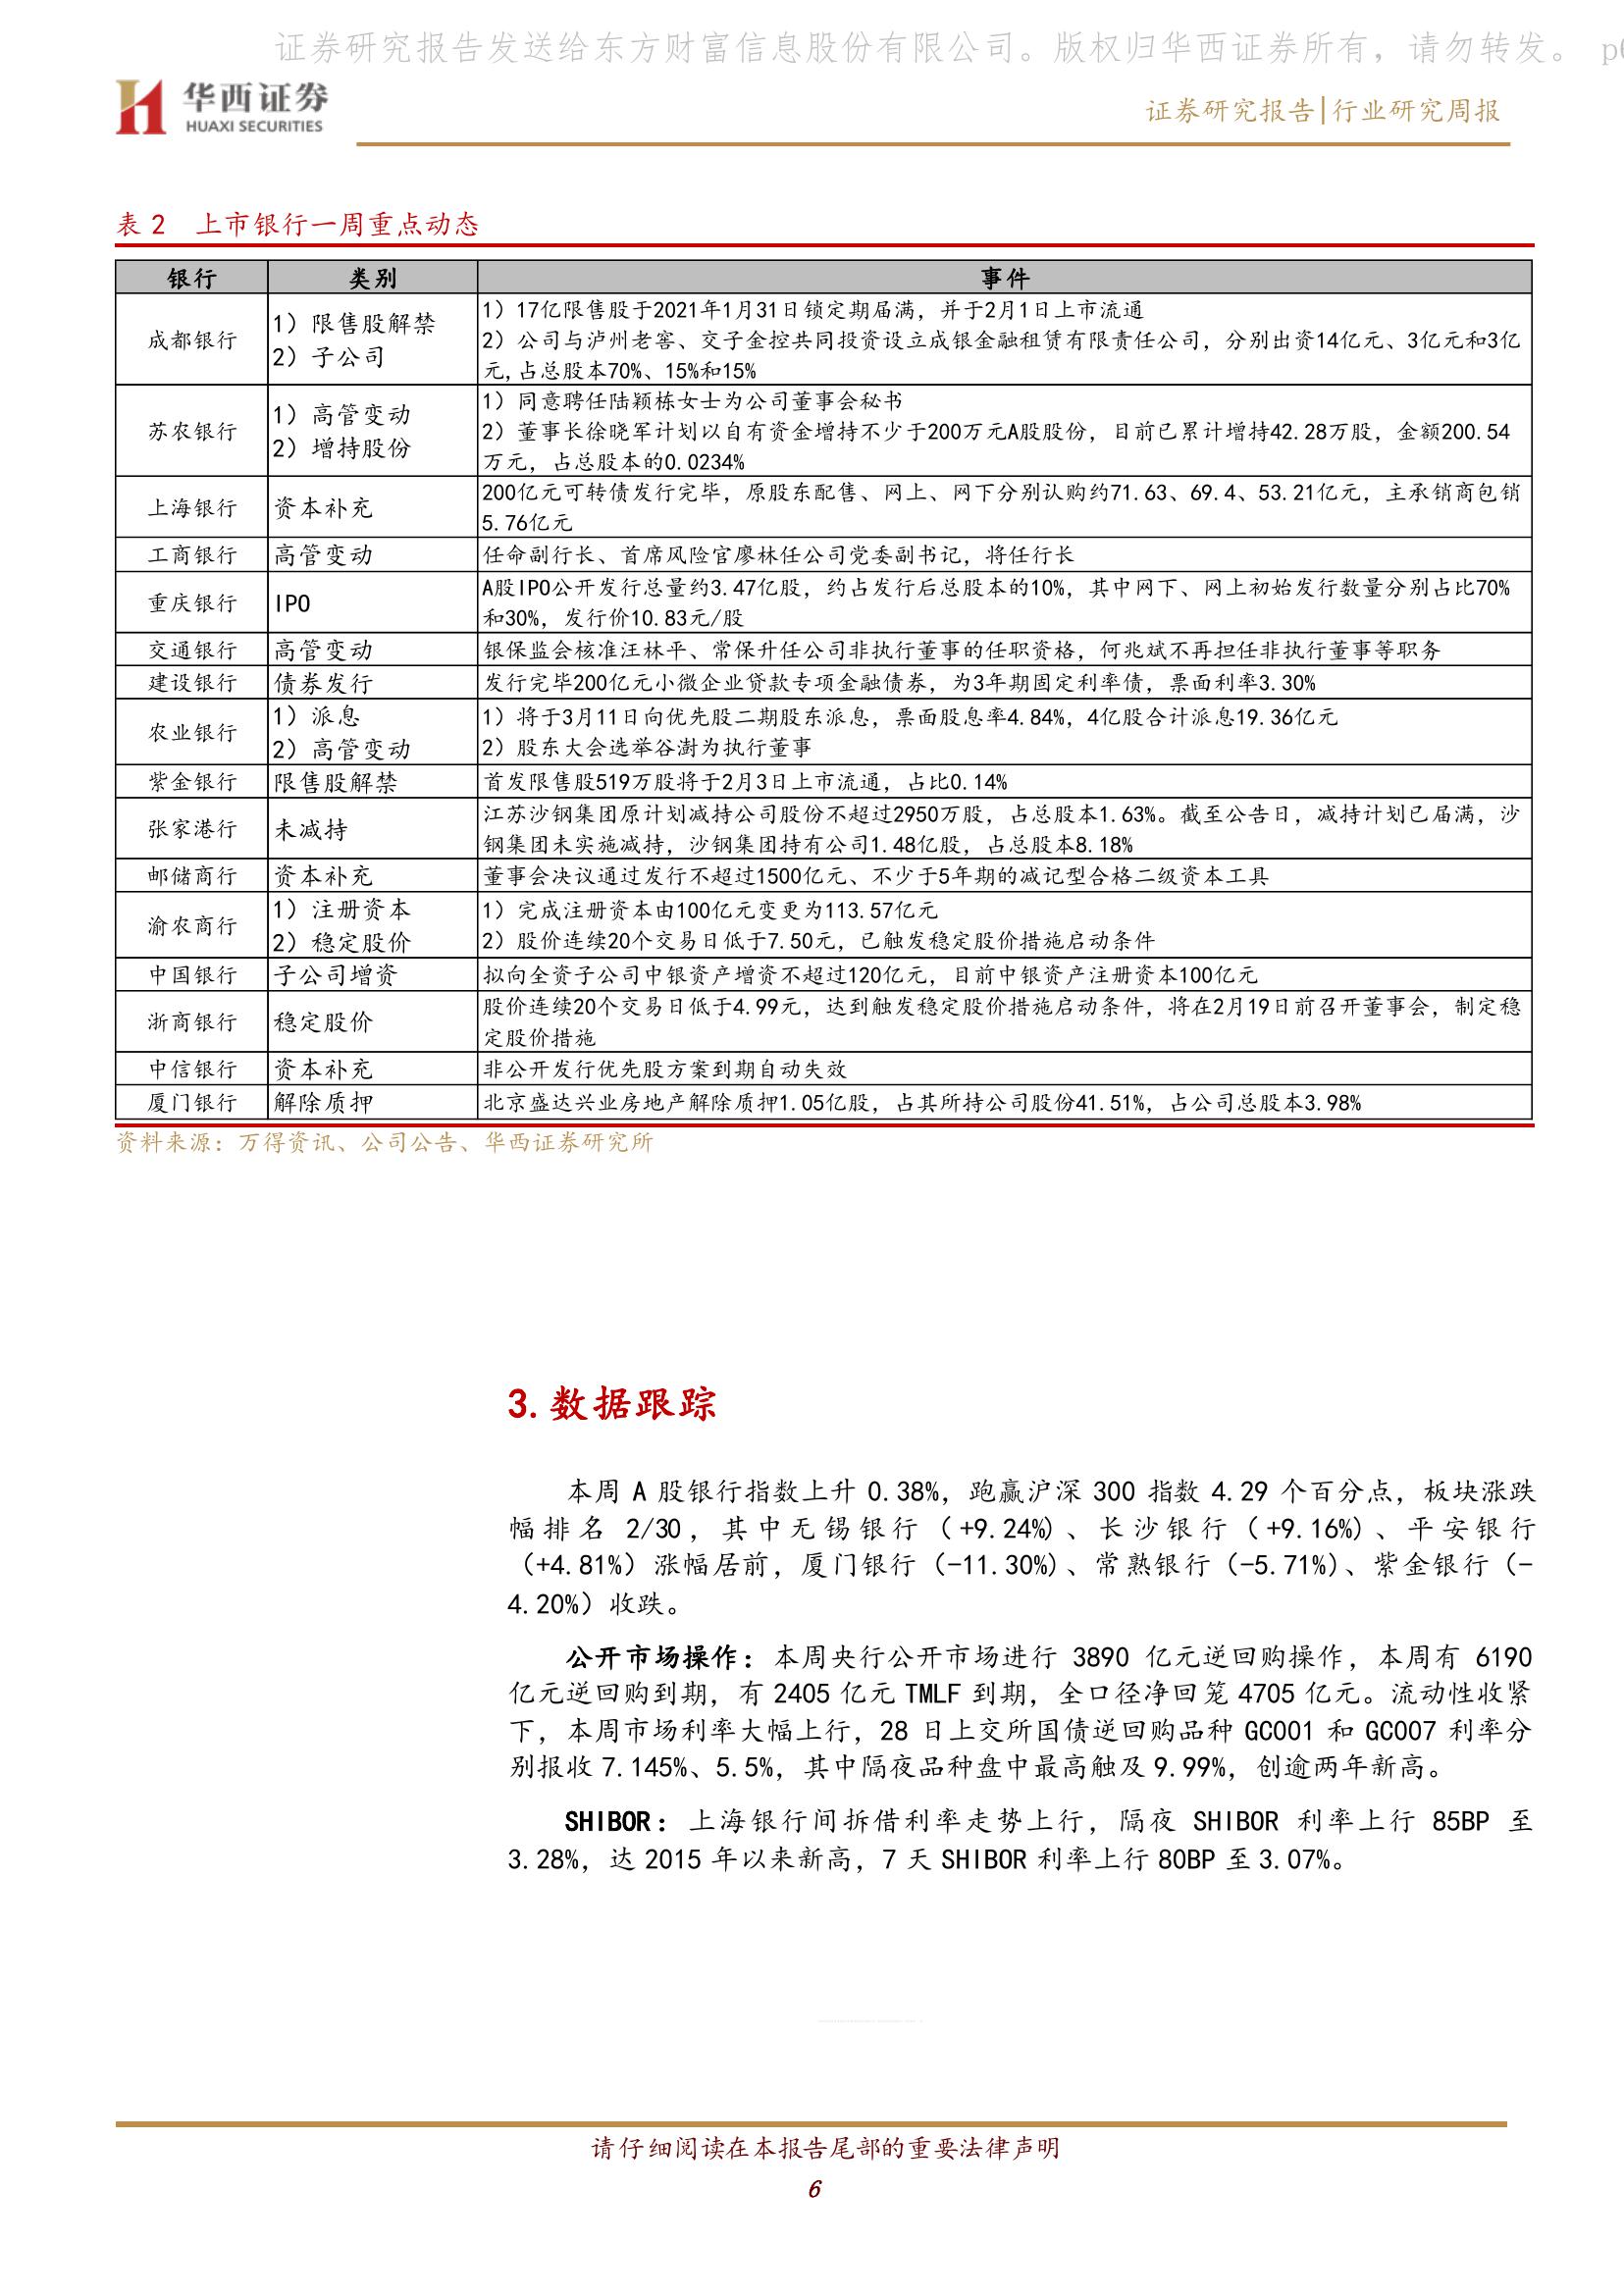 证券研究报告发送给东方财富信息股份有限公司。版权归华西证券所有，请勿转发。 p6
华西证券
HUAXI SECURITIES
证券研究报告|行业研究周报
表 2 上市银行一周重点动态
银行 类别 事件
成都银行
1）限售股解禁
2）子公司
1）17亿限售股于2021年1月31日锁定期届满，并于2月1日上市流通
2）公司与泸州老窖、交子金控共同投资设立成银金融租赁有限责任公司，分别出资14亿元、3亿元和3亿
元,占总股本70%、15%和15%
苏农银行
1）高管变动
2）增持股份
1）同意聘任陆颖栋女士为公司董事会秘书
2）董事长徐晓军计划以自有资金增持不少于200万元A股股份，目前已累计增持42.28万股，金额200.54
万元，占总股本的0.0234%
上海银行
资本补充
200亿元可转债发行完毕，原股东配售、网上、网下分别认购约71.63、69.4、53.21亿元，主承销商包销
5.76亿元
工商银行 高管变动 任命副行长、首席风险官廖林任公司党委副书记，将任行长
重庆银行
IPO
A股IPO公开发行总量约3.47亿股，约占发行后总股本的10%，其中网下、网上初始发行数量分别占比70%
和30%，发行价10.83元/股
交通银行 高管变动 银保监会核准汪林平、常保升任公司非执行董事的任职资格，何兆斌不再担任非执行董事等职务
建设银行 债券发行 发行完毕200亿元小微企业贷款专项金融债券，为3年期固定利率债，票面利率3.30%
农业银行
1）派息
2）高管变动
1）将于3月11日向优先股二期股东派息，票面股息率4.84%，4亿股合计派息19.36亿元
2）股东大会选举谷澍为执行董事
紫金银行 限售股解禁 首发限售股519万股将于2月3日上市流通，占比0.14%
张家港行
未减持
江苏沙钢集团原计划减持公司股份不超过2950万股，占总股本1.63%。截至公告日，减持计划已届满，沙
钢集团未实施减持，沙钢集团持有公司1.48亿股，占总股本8.18%
邮储商行 资本补充 董事会决议通过发行不超过1500亿元、不少于5年期的减记型合格二级资本工具
渝农商行
1）注册资本
2）稳定股价
1）完成注册资本由100亿元变更为113.57亿元
2）股价连续20个交易日低于7.50元，已触发稳定股价措施启动条件
中国银行 子公司增资 拟向全资子公司中银资产增资不超过120亿元，目前中银资产注册资本100亿元
浙商银行
稳定股价
股价连续20个交易日低于4.99元，达到触发稳定股价措施启动条件，将在2月19日前召开董事会，制定稳
定股价措施
中信银行 资本补充 非公开发行优先股方案到期自动失效
厦门银行 解除质押 北京盛达兴业房地产解除质押1.05亿股，占其所持公司股份41.51%，占公司总股本3.98%
资料来源：万得资讯、公司公告、华西证券研究所
3.数据跟踪
本周 A 股银行指数上升 0.38%，跑赢沪深 300 指数 4.29 个百分点，板块涨跌
幅排名 2/30，其中无锡银行（+9.24%）、长沙银行（+9.16%）、平安银行
（+4.81%）涨幅居前，厦门银行（-11.30%）、常熟银行（-5.71%）、紫金银行（-
4.20%）收跌。
公开市场操作：本周央行公开市场进行 3890 亿元逆回购操作，本周有 6190
亿元逆回购到期，有 2405 亿元 TMLF 到期，全口径净回笼 4705 亿元。流动性收紧
下，本周市场利率大幅上行，28 日上交所国债逆回购品种 GC001 和 GC007 利率分
别报收 7.145%、5.5%，其中隔夜品种盘中最高触及 9.99%，创逾两年新高。
SHIBOR：上海银行间拆借利率走势上行，隔夜 SHIBOR 利率上行 85BP 至
3.28%，达 2015 年以来新高，7 天 SHIBOR 利率上行 80BP 至 3.07%。
请仔细阅读在本报告尾部的重要法律声明
6